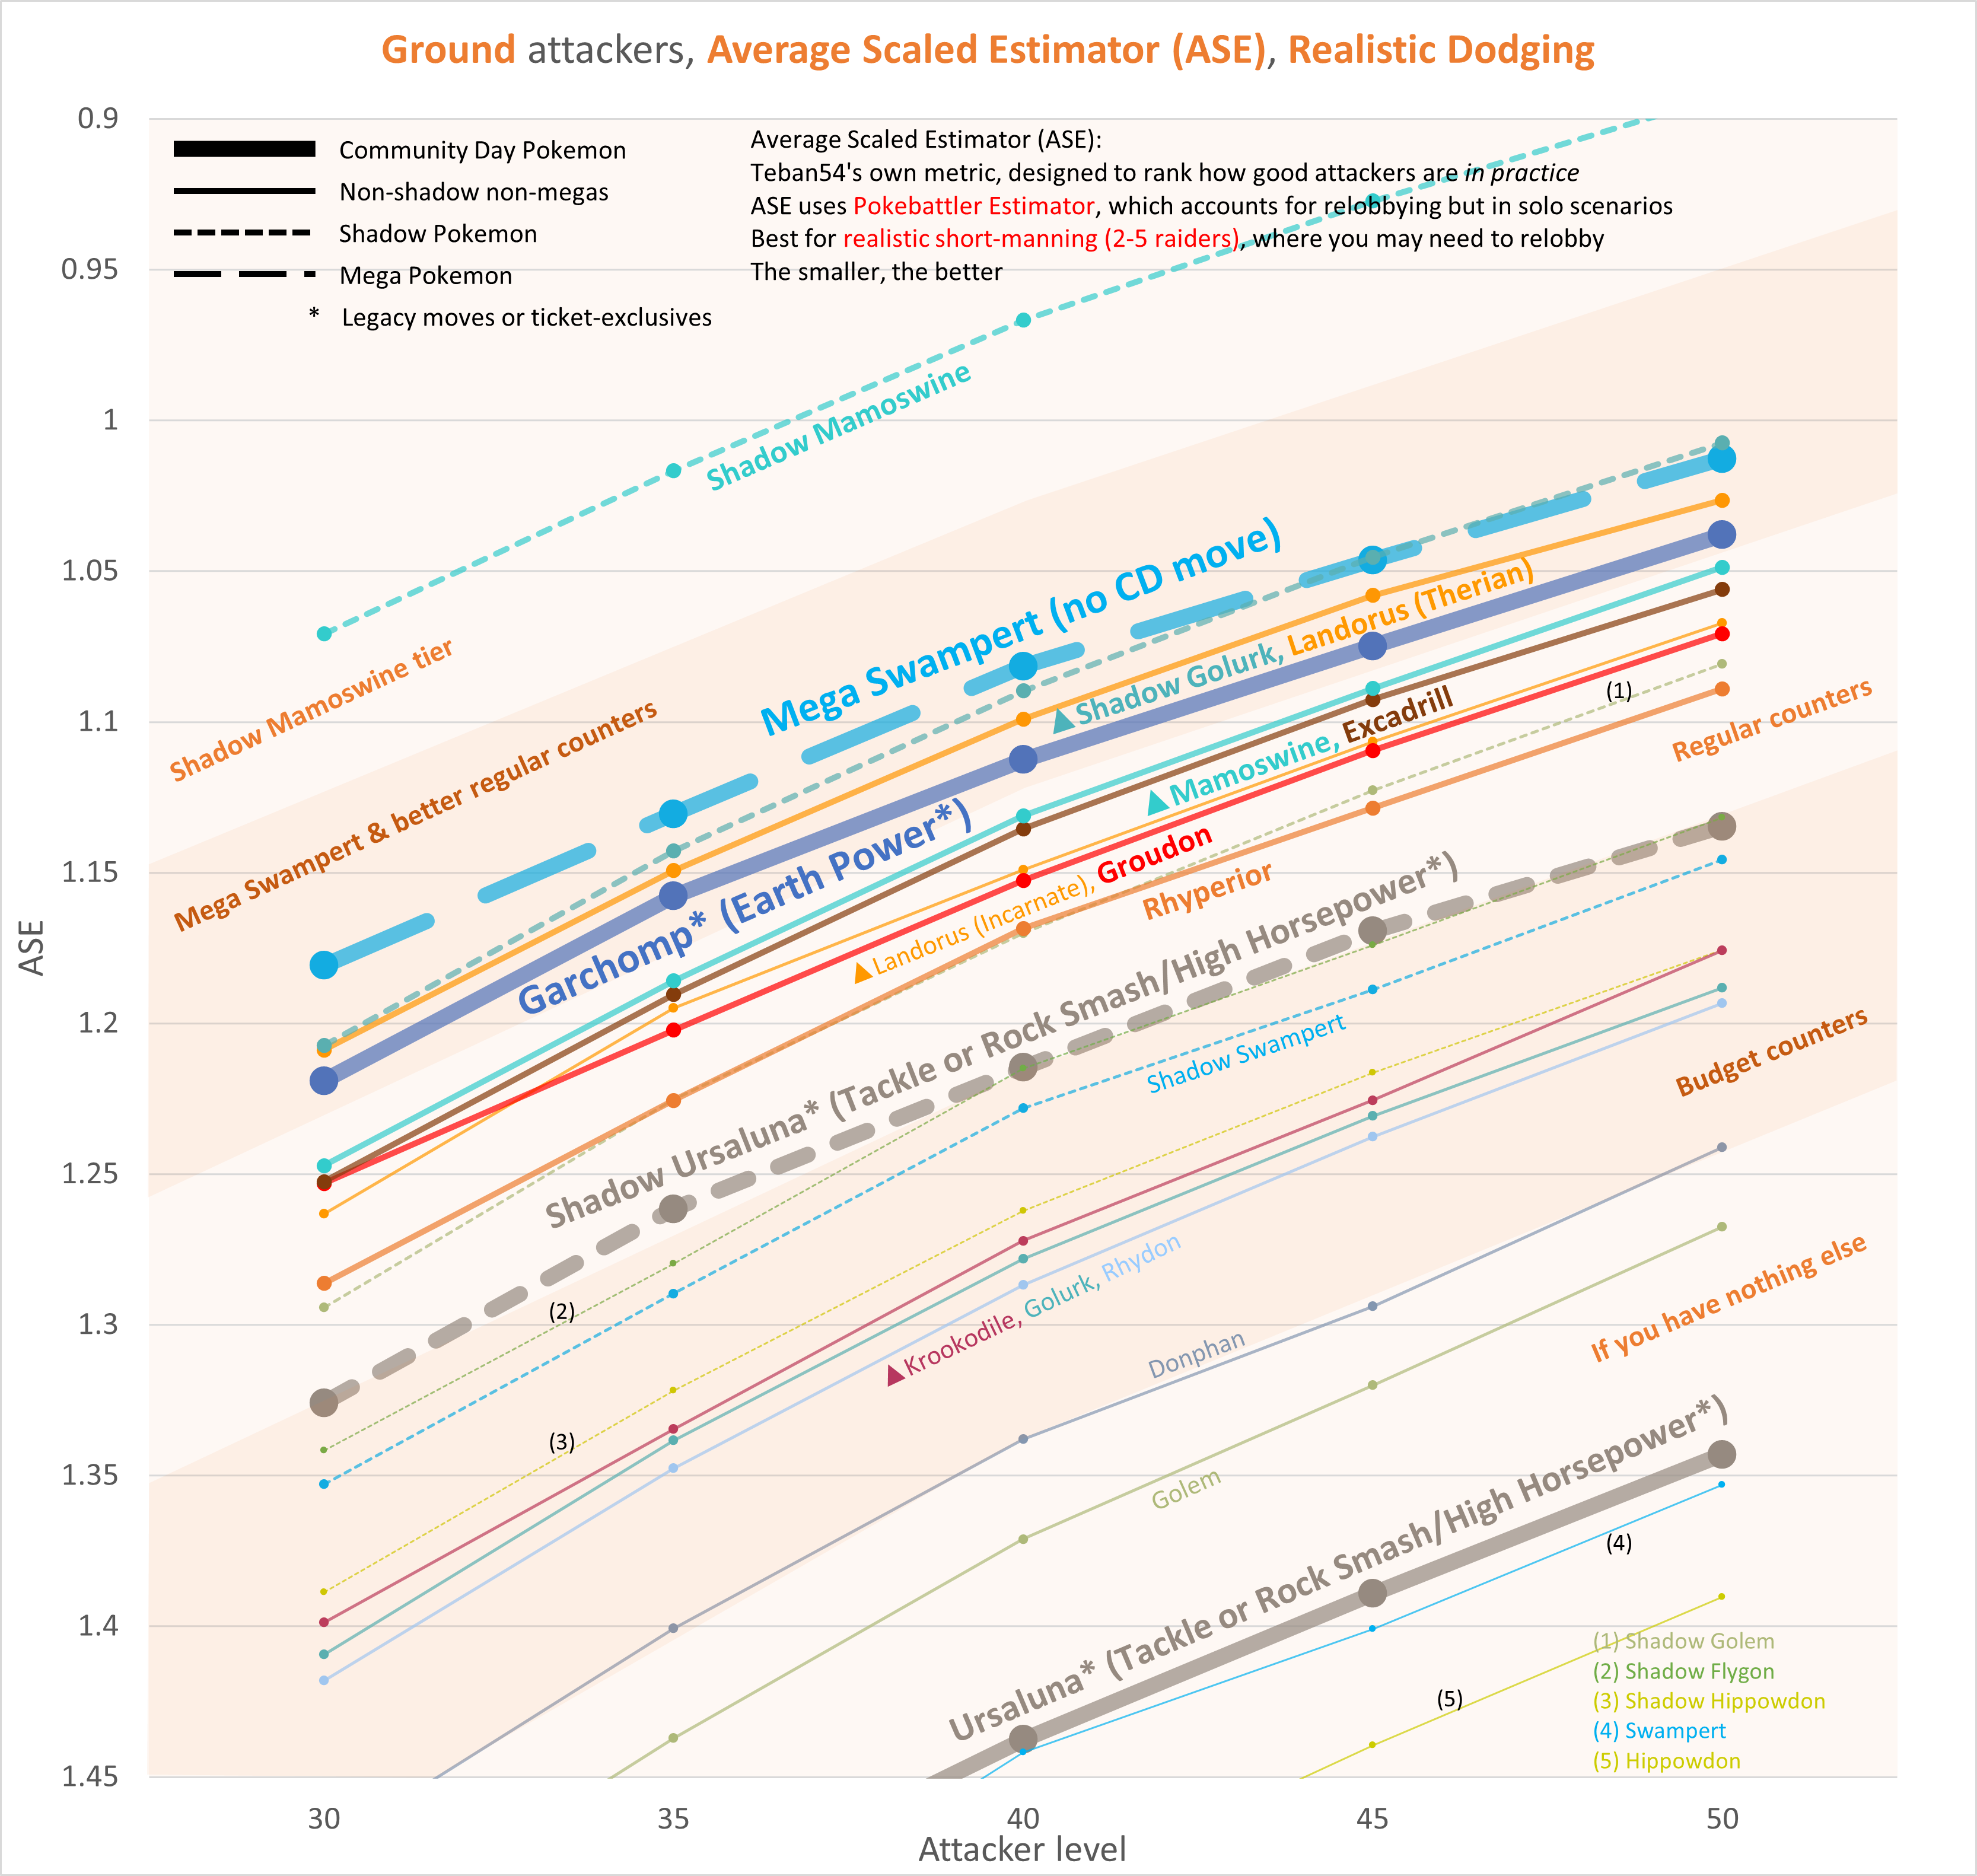 Ground attackers, Average Scaled Estimator (ASE), Realistic Dodging
Community Day Pokemon
Non-shadow non-megas
Shadow Pokemon
Mega Pokemon
* Legacy moves or ticket-exclusives
Average Scaled Estimator (ASE):
Teban54's own metric, designed to rank how good attackers are in practice
ASE uses Pokebattler Estimator, which accounts for relobbying but in solo scenarios
Best for realistic short-manning (2-5 raiders), where you may need to relobby
The smaller, the better
0.9
0.95
1
1.05
1.1
1.15
1.2
1.25
1.3
1.35
1.4
1.45
ASE
Shadow Mamoswine
Shadow Mamoswine tier
Mega Swampert (no CD move)
▲Shadow Golurk, Landorus (Therian)
Mega Swampert & better regular counters
Garchomp* (Earth Power*)
▲Mamoswine, Excadrill
(1)
Regular counters
▲Landorus (Incarnate), Groudon
Rhyperior
Shadow Ursaluna* (Tackle or Rock Smash/High Horsepower*)
Shadow Swampert
Budget counters
(2)
(3)
▲Krookodile, Golurk, Rhydon
Donphan
If you have nothing else
Golem
Ursaluna* (Tackle or Rock Smash/High Horsepower*)
(4)
(5)
(1) Shadow Golem
(2) Shadow Flygon
(3) Shadow Hippowdon
(4) Swampert
(5) Hippowdon
30
35
40
45
50
Attacker level